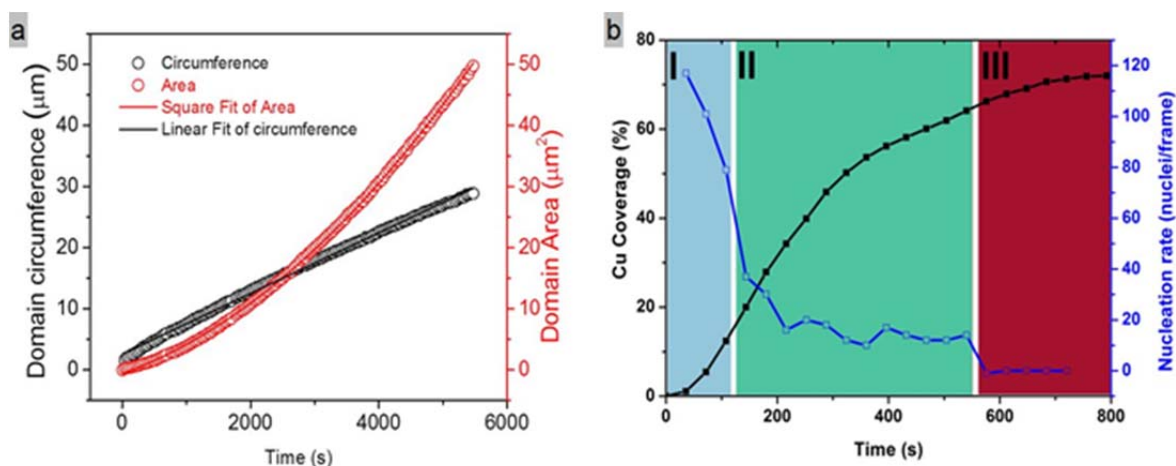 a
Circumference
Area
Square Fit of Area
Linear Fit of circumference
Domain circumference (μm)
50
40
30
20
10
0
0
2000
4000
6000
Time (s)
50
40
30
20
10
0
Domain Area (μm²)
b
I
II
III
Cu Coverage (%)
80
60
40
20
0
0
200
400
600
800
Time (s)
120
100
80
60
40
20
0
Nucleation rate (nuclei/frame)